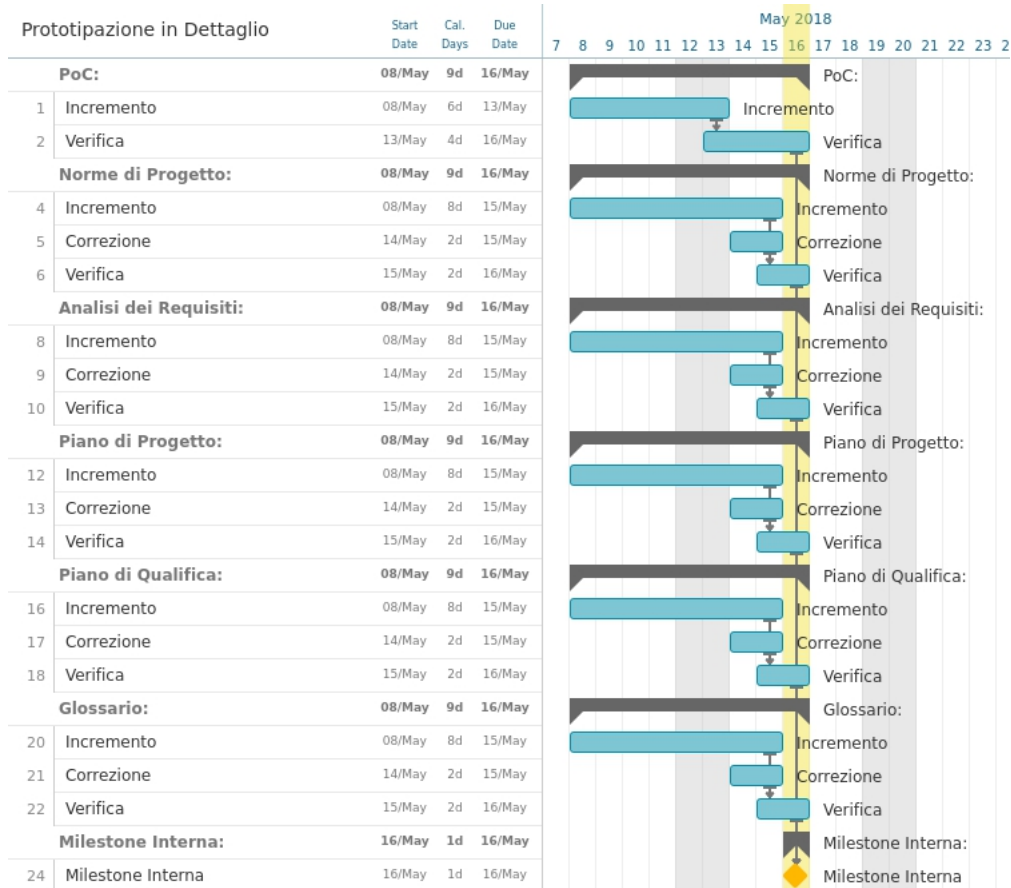 Prototipazione in Dettaglio Start Date Cal. Days Due Date May 2018
7 8 9 10 11 12 13 14 15 16 17 18 19 20 21 22 23 2
PoC: 08/May 9d 16/May PoC:
1 Incremento 08/May 6d 13/May Incremento
2 Verifica 13/May 4d 16/May Verifica
Norme di Progetto: 08/May 9d 16/May Norme di Progetto:
4 Incremento 08/May 8d 15/May Incremento
5 Correzione 14/May 2d 15/May Correzione
6 Verifica 15/May 2d 16/May Verifica
Analisi dei Requisiti: 08/May 9d 16/May Analisi dei Requisiti:
8 Incremento 08/May 8d 15/May Incremento
9 Correzione 14/May 2d 15/May Correzione
10 Verifica 15/May 2d 16/May Verifica
Piano di Progetto: 08/May 9d 16/May Piano di Progetto:
12 Incremento 08/May 8d 15/May Incremento
13 Correzione 14/May 2d 15/May Correzione
14 Verifica 15/May 2d 16/May Verifica
Piano di Qualifica: 08/May 9d 16/May Piano di Qualifica:
16 Incremento 08/May 8d 15/May Incremento
17 Correzione 14/May 2d 15/May Correzione
18 Verifica 15/May 2d 16/May Verifica
Glossario: 08/May 9d 16/May Glossario:
20 Incremento 08/May 8d 15/May Incremento
21 Correzione 14/May 2d 15/May Correzione
22 Verifica 15/May 2d 16/May Verifica
Milestone Interna: 16/May 1d 16/May Milestone Interna:
24 Milestone Interna 16/May 1d 16/May Milestone Interna